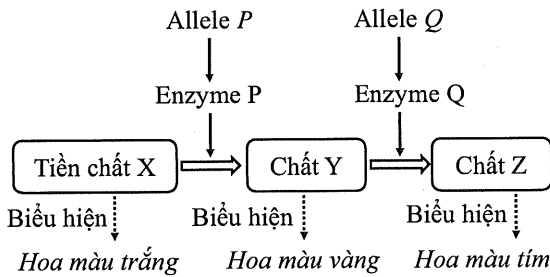 Allele P Allele Q
Enzyme P Enzyme Q
Tiền chất X Chất Y Chất Z
Biểu hiện Biểu hiện Biểu hiện
Hoa màu trắng Hoa màu vàng Hoa màu tím